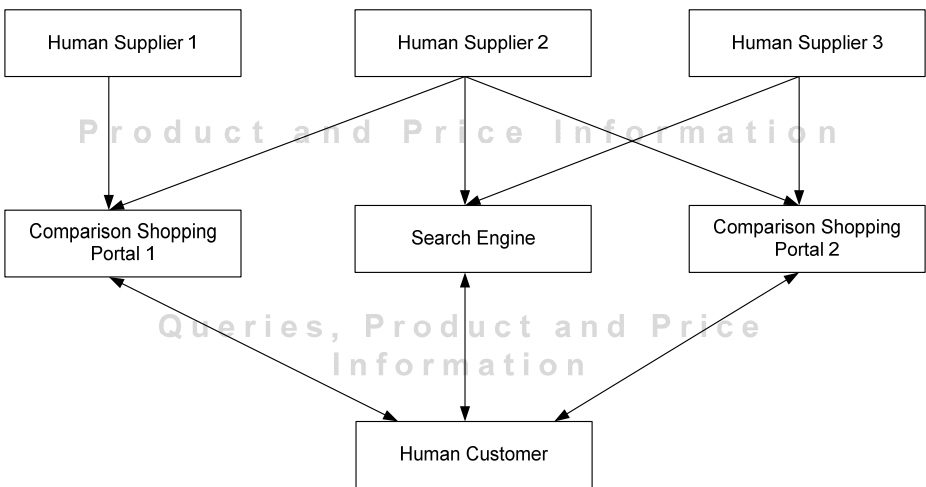 Human Supplier 1
Human Supplier 2
Human Supplier 3
Product and Price Information
Comparison Shopping
Portal 1
Search Engine
Comparison Shopping
Portal 2
Queries, Product and Price
Information
Human Customer